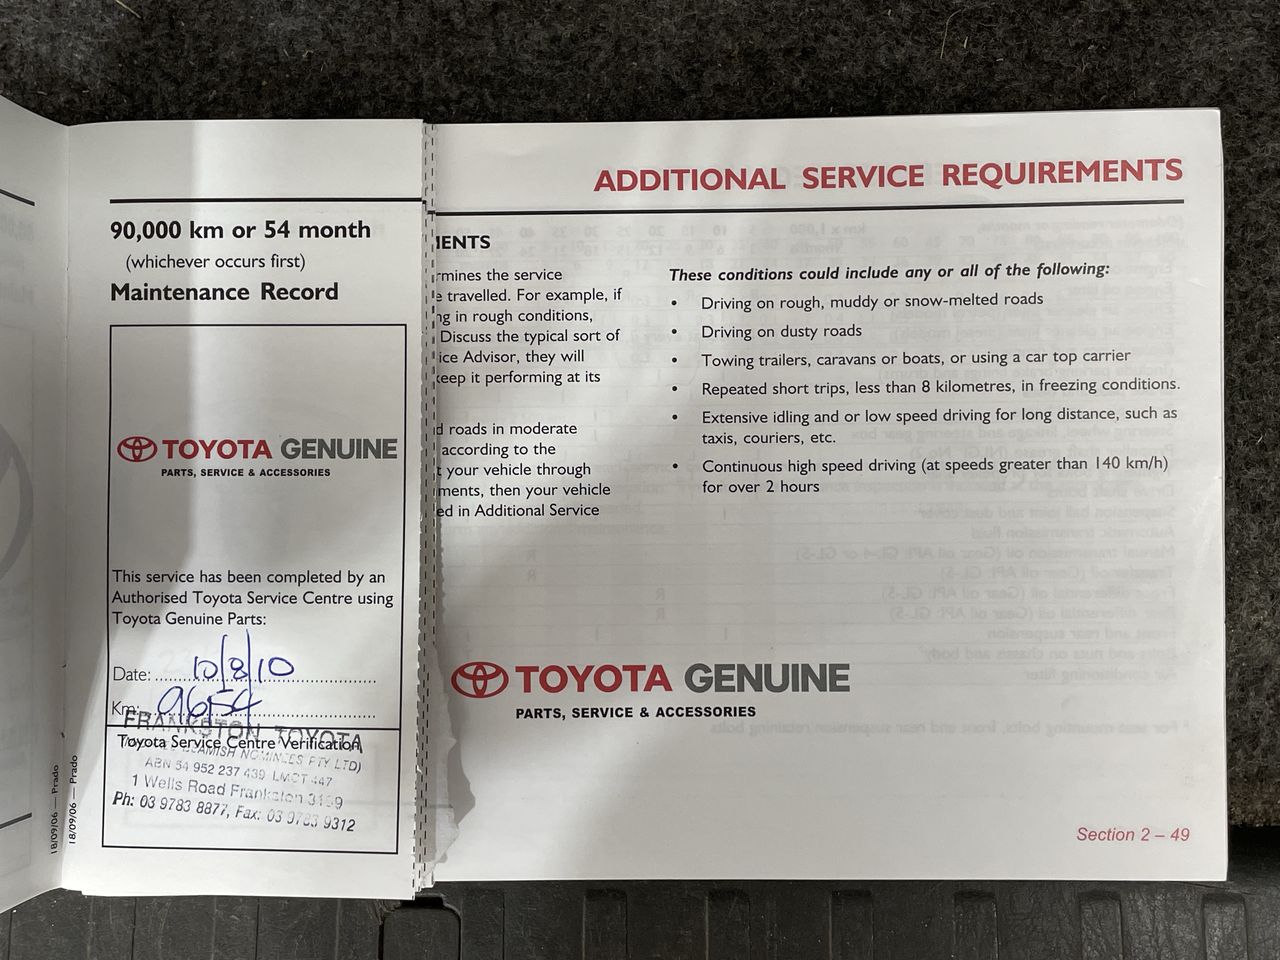 90,000 km or 54 month
(whichever occurs first)
Maintenance Record
TOYOTA GENUINE
PARTS, SERVICE & ACCESSORIES
This service has been completed by an
Authorised Toyota Service Centre using
Toyota Genuine Parts:
Date: 10/8/10
Km: 9654
FRANKSTON TOYOTA
Toyota Service Centre Verification
BEAMISH NOMINEES PTY LTD)
ABN 54 952 237 439 LMCT 447
1 Wells Road Frankston 3199
Ph: 03 9783 8877, Fax: 03 9783 9312
18/09/06 — Prado
18/09/06 — Prado
ADDITIONAL SERVICE REQUIREMENTS
MENTS
rmines the service
e travelled. For example, if
ng in rough conditions,
Discuss the typical sort of
ice Advisor, they will
keep it performing at its
d roads in moderate
according to the
t your vehicle through
ments, then your vehicle
ed in Additional Service
These conditions could include any or all of the following:
• Driving on rough, muddy or snow-melted roads
• Driving on dusty roads
• Towing trailers, caravans or boats, or using a car top carrier
• Repeated short trips, less than 8 kilometres, in freezing conditions.
• Extensive idling and or low speed driving for long distance, such as
taxis, couriers, etc.
• Continuous high speed driving (at speeds greater than 140 km/h)
for over 2 hours
TOYOTA GENUINE
PARTS, SERVICE & ACCESSORIES
Section 2 – 49